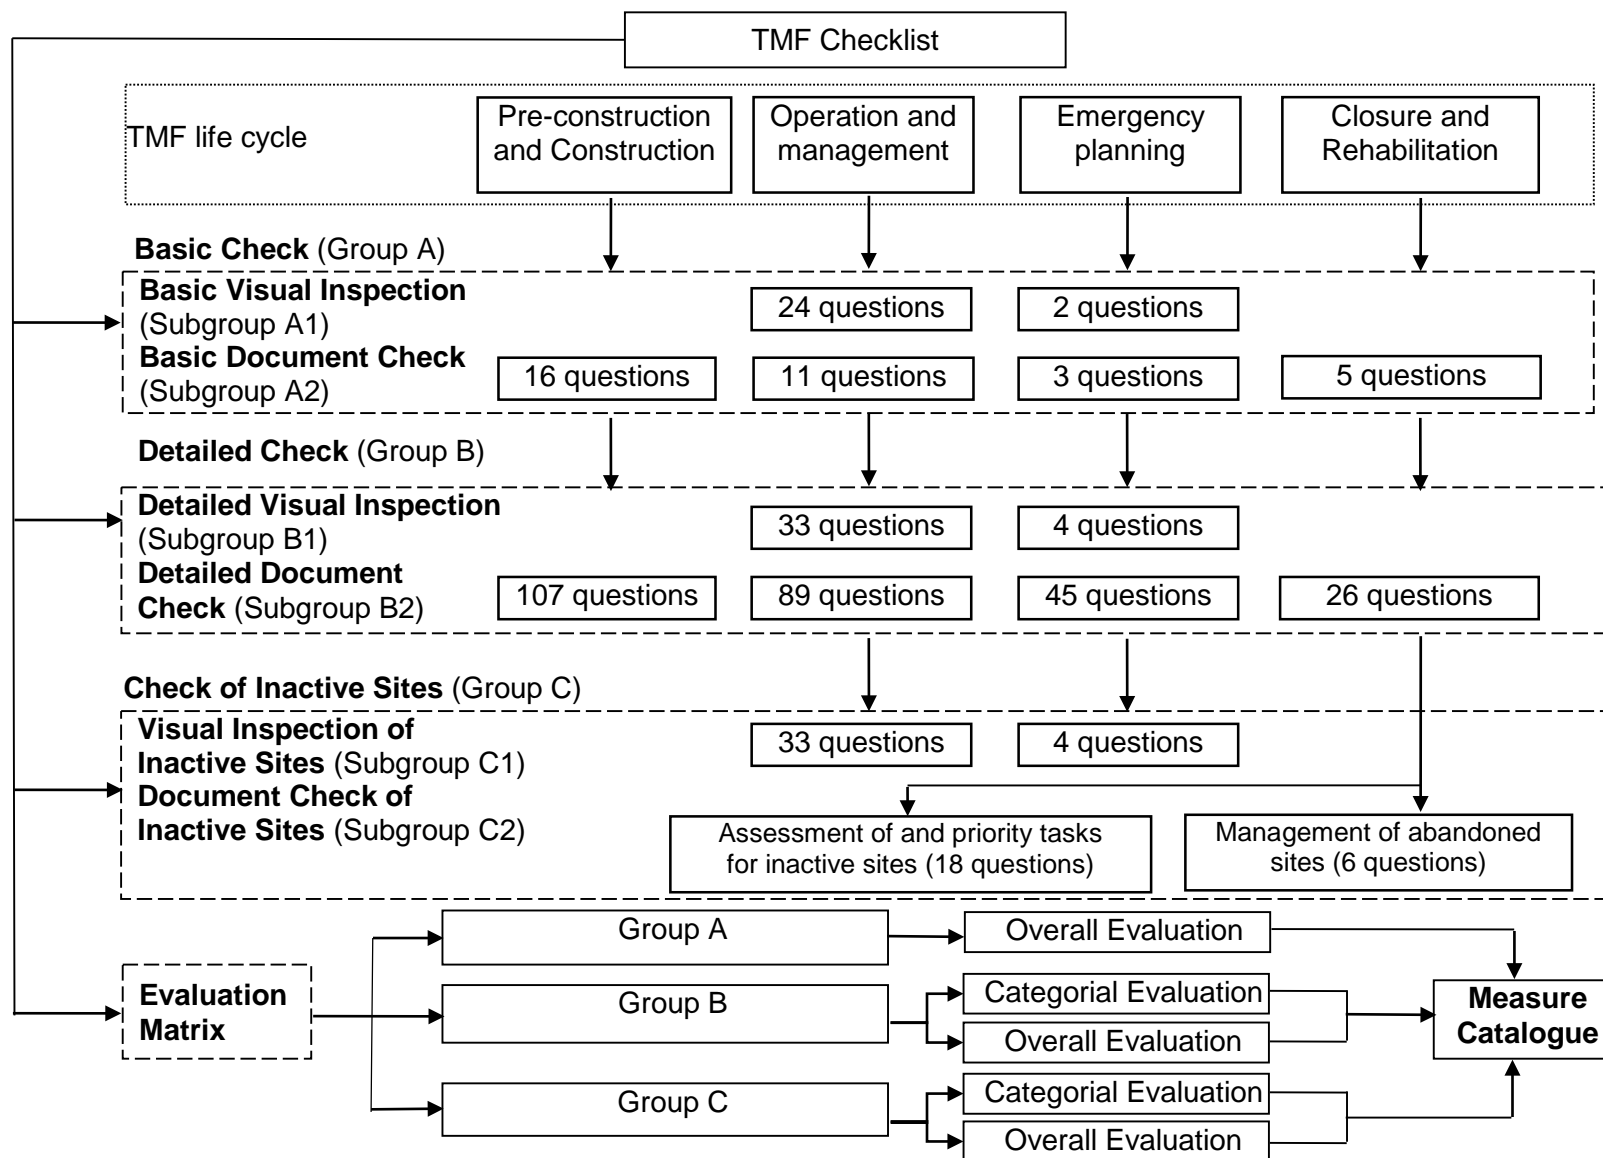 TMF Checklist
TMF life cycle
Pre-construction
and Construction
Operation and
management
Emergency
planning
Closure and
Rehabilitation
Basic Check (Group A)
Basic Visual Inspection
(Subgroup A1)
24 questions
2 questions
Basic Document Check
(Subgroup A2)
16 questions
11 questions
3 questions
5 questions
Detailed Check (Group B)
Detailed Visual Inspection
(Subgroup B1)
33 questions
4 questions
Detailed Document
Check (Subgroup B2)
107 questions
89 questions
45 questions
26 questions
Check of Inactive Sites (Group C)
Visual Inspection of
Inactive Sites (Subgroup C1)
33 questions
4 questions
Document Check of
Inactive Sites (Subgroup C2)
Assessment of and priority tasks
for inactive sites (18 questions)
Management of abandoned
sites (6 questions)
Evaluation
Matrix
Group A
Overall Evaluation
Group B
Categorial Evaluation
Overall Evaluation
Group C
Categorial Evaluation
Overall Evaluation
Measure
Catalogue